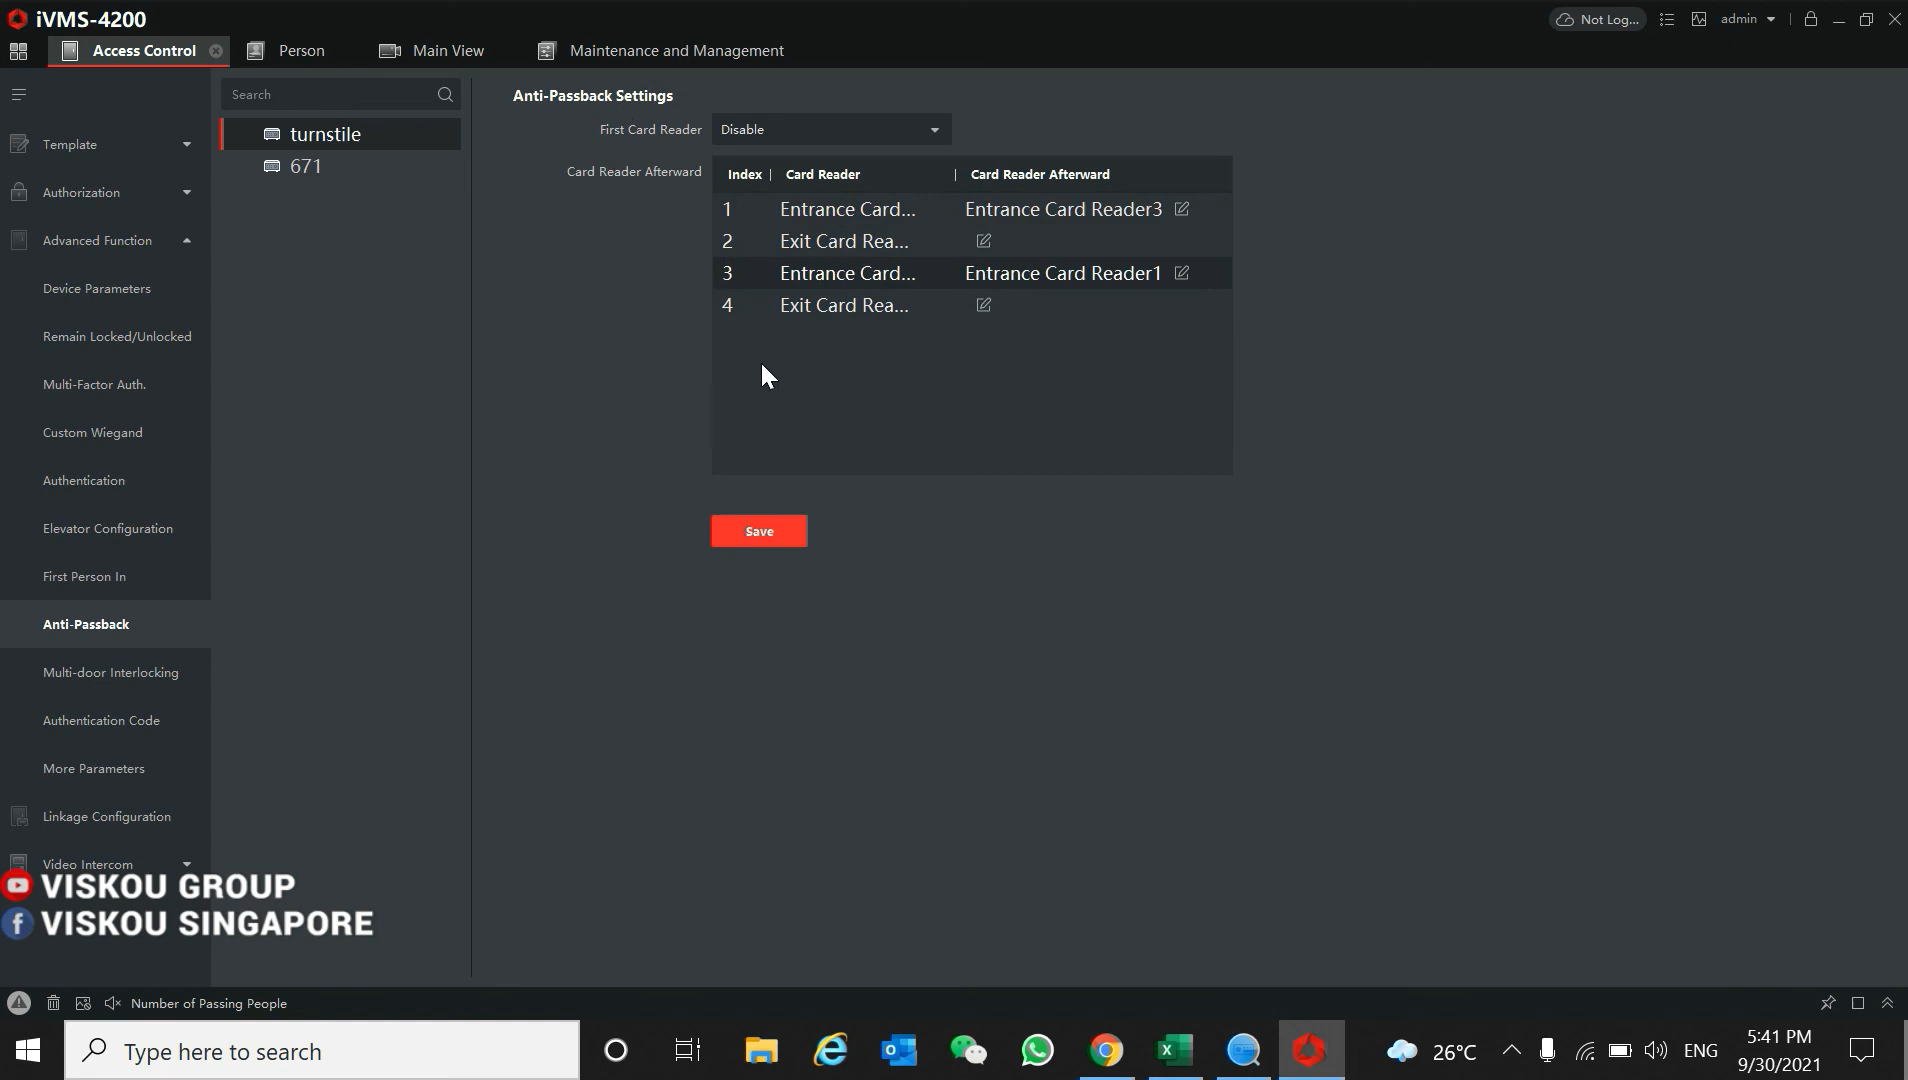 iVMS-4200
Not Log...
admin
Access Control
Person
Main View
Maintenance and Management
Template
Authorization
Advanced Function
Device Parameters
Remain Locked/Unlocked
Multi-Factor Auth.
Custom Wiegand
Authentication
Elevator Configuration
First Person In
Anti-Passback
Multi-door Interlocking
Authentication Code
More Parameters
Linkage Configuration
Video Intercom
Search
turnstile
671
Anti-Passback Settings
First Card Reader Disable
Card Reader Afterward
Index | Card Reader | Card Reader Afterward
1 Entrance Card... Entrance Card Reader3
2 Exit Card Rea...
3 Entrance Card... Entrance Card Reader1
4 Exit Card Rea...
Save
VISKOU GROUP
VISKOU SINGAPORE
Number of Passing People
Type here to search
26°C
ENG
5:41 PM
9/30/2021